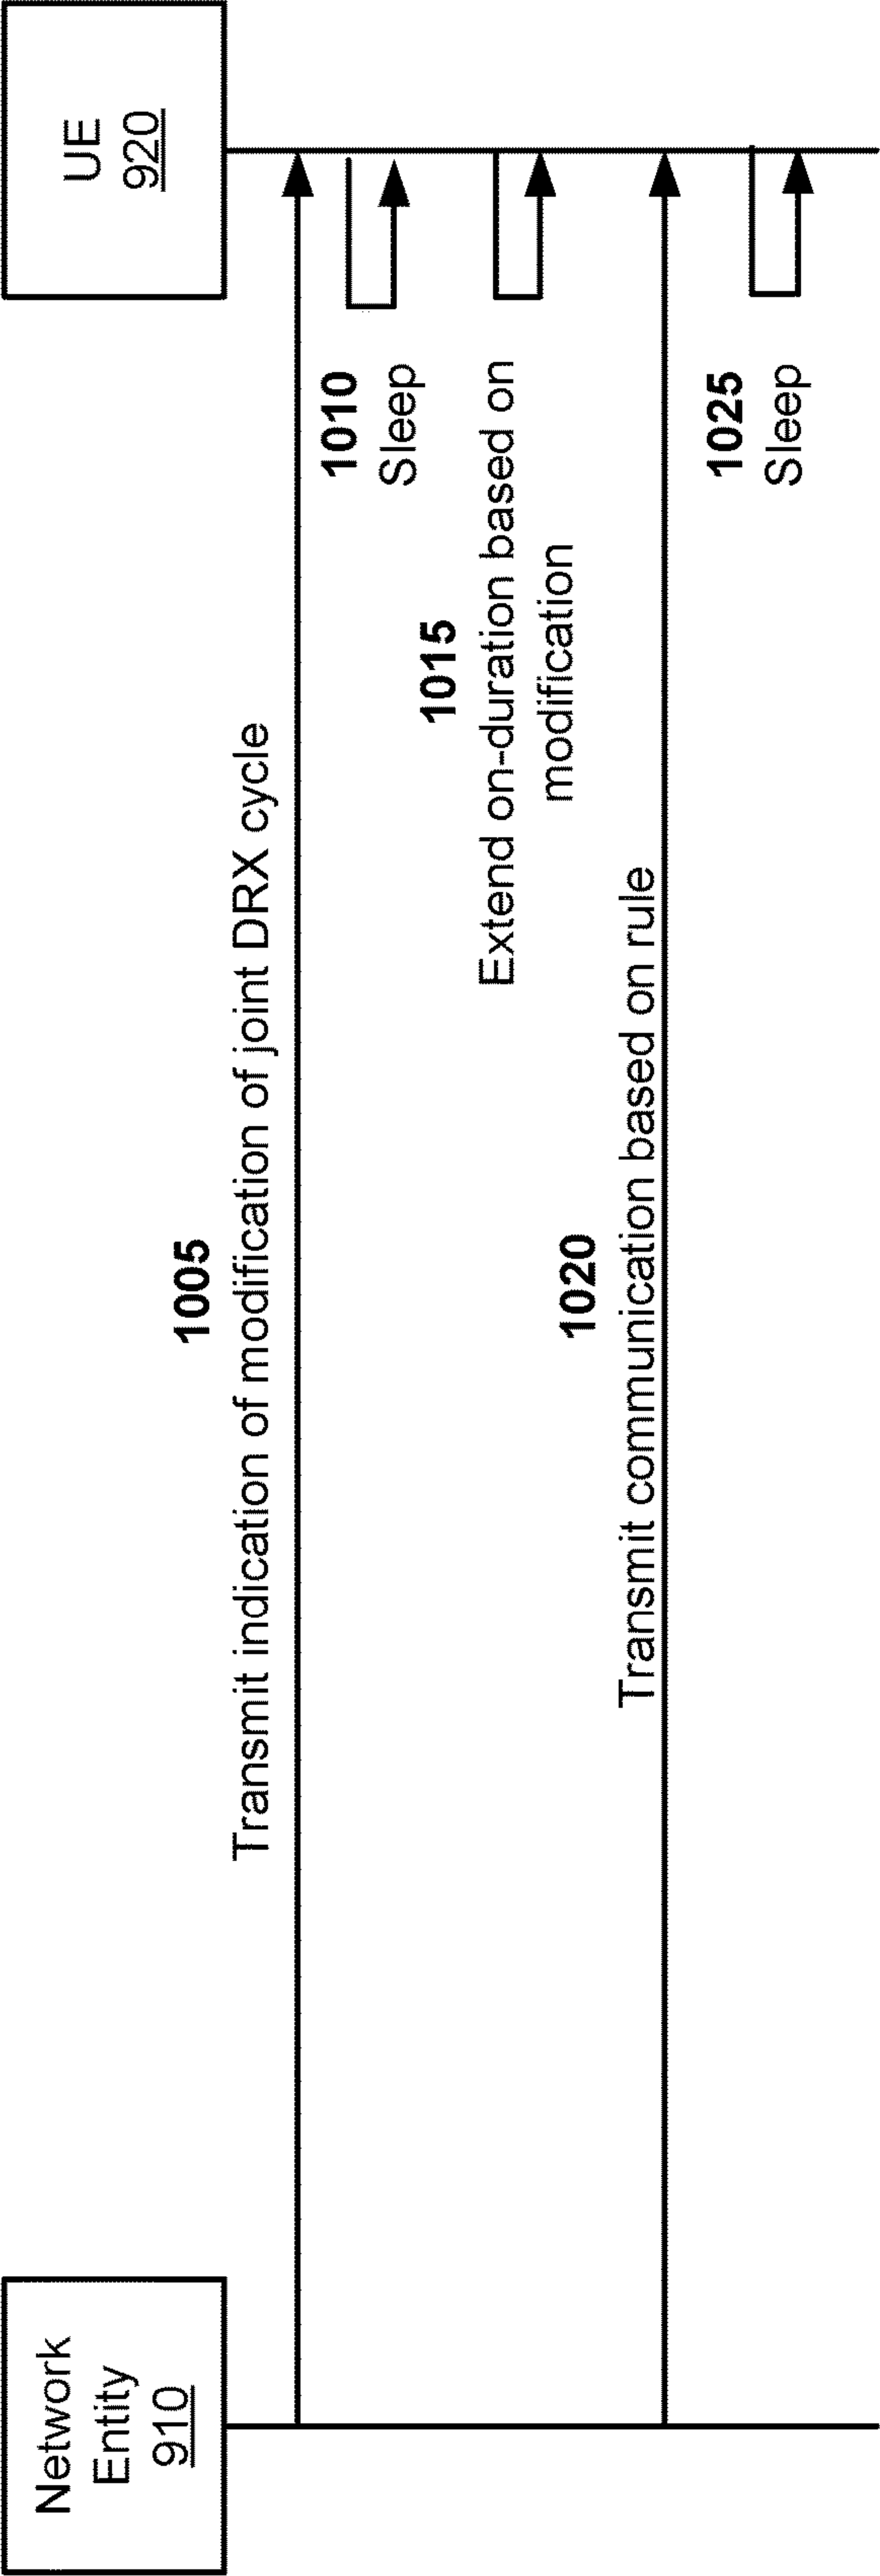 Network
Entity
910
UE
920
1005
Transmit indication of modification of joint DRX cycle
1010
Sleep
1015
Extend on-duration based on
modification
1020
Transmit communication based on rule
1025
Sleep